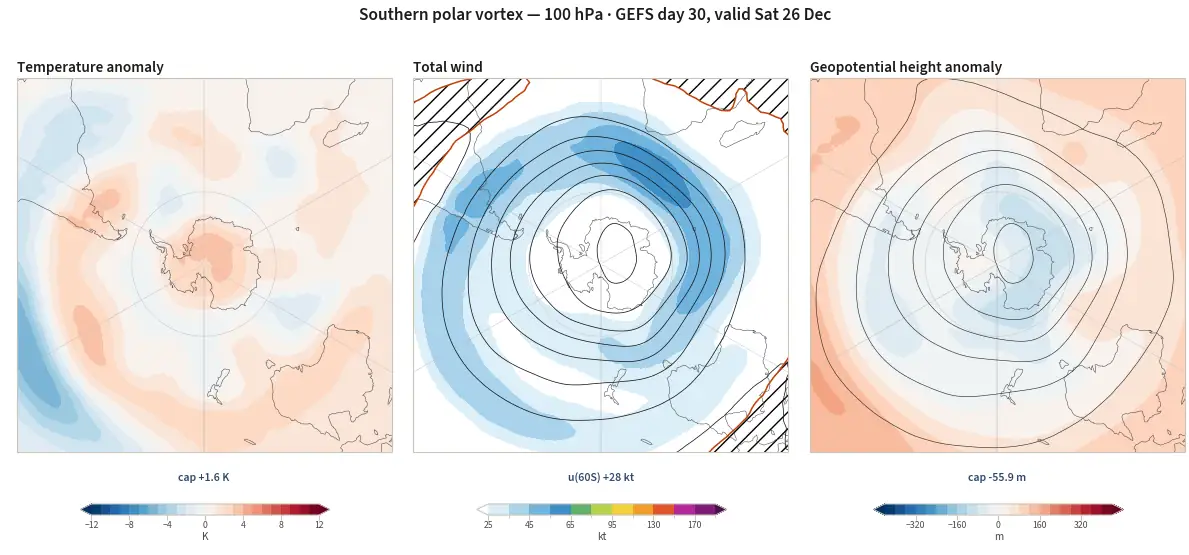 Southern polar vortex — 100 hPa · GEFS day 30, valid Sat 26 Dec
Temperature anomaly
Total wind
Geopotential height anomaly
cap +1.6 K
u(60S) +28 kt
cap -55.9 m
−12 −8 −4 0 4 8 12
K
25 45 65 95 130 170
kt
−320 −160 0 160 320
m